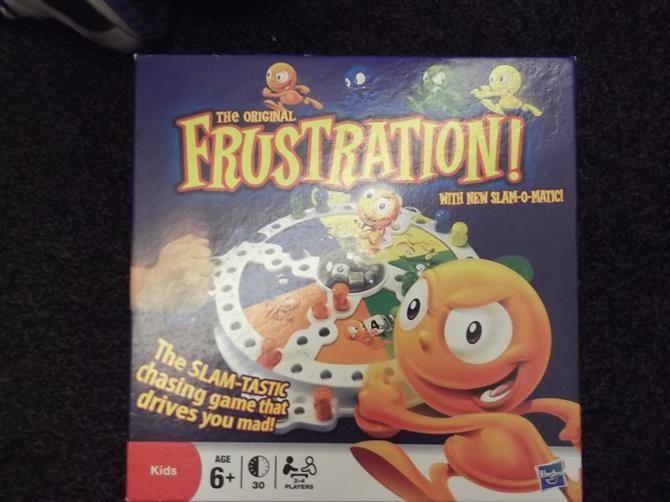 THE ORIGINAL
FRUSTRATION!
WITH NEW SLAM-O-MATIC!
4
The SLAM-TASTIC
chasing game that
drives you mad!
Kids
AGE
6+
30
2-4
PLAYERS
Hasbro